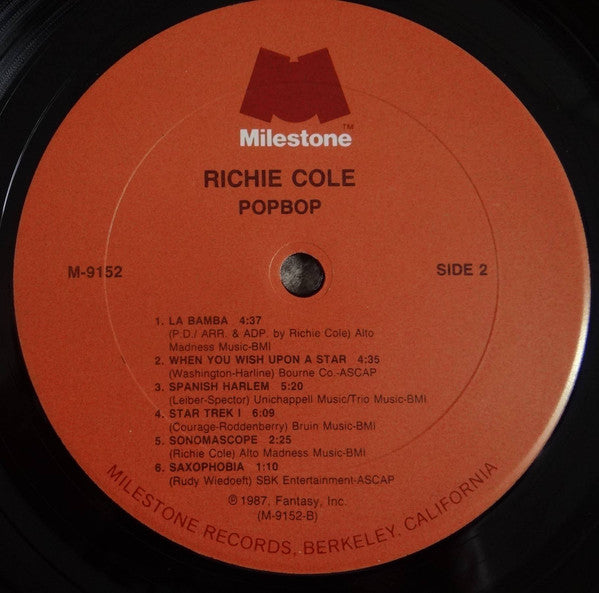 Milestone™
RICHIE COLE
POPBOP
M-9152
SIDE 2
1. LA BAMBA 4:37
(P.D./ ARR. & ADP. by Richie Cole) Alto
Madness Music-BMI
2. WHEN YOU WISH UPON A STAR 4:35
(Washington-Harline) Bourne Co.-ASCAP
3. SPANISH HARLEM 5:20
(Leiber-Spector) Unichappell Music/Trio Music-BMI
4. STAR TREK I 6:09
(Courage-Roddenberry) Bruin Music-BMI
5. SONOMASCOPE 2:25
(Richie Cole) Alto Madness Music-BMI
6. SAXOPHOBIA 1:10
(Rudy Wiedoeft) SBK Entertainment-ASCAP
℗ 1987, Fantasy, Inc.
(M-9152-B)
MILESTONE RECORDS, BERKELEY, CALIFORNIA